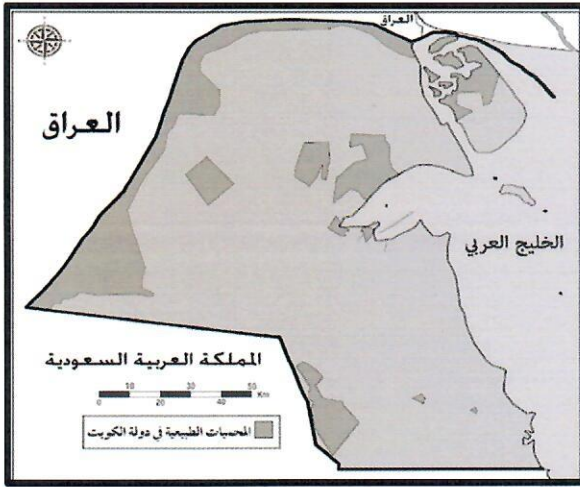 العراق
العراق
الخليج العربي
المملكة العربية السعودية
10 30 50
0 20 40 60 Km
المحميات الطبيعية في دولة الكويت